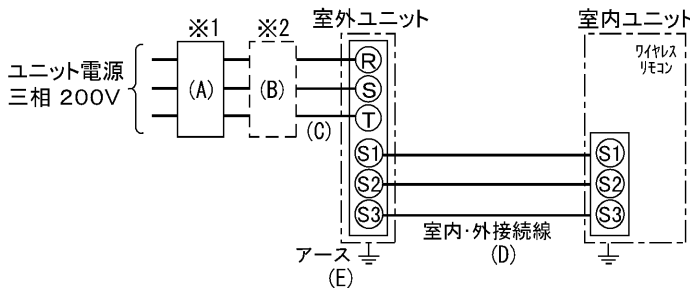 ※1
※2
室外ユニット
室内ユニット
ユニット電源
三相 200V
(A)
(B)
(C)
R
S
T
S1
S2
S3
ワイヤレス
リモコン
S1
S2
S3
室内・外接続線
(D)
アース
(E)